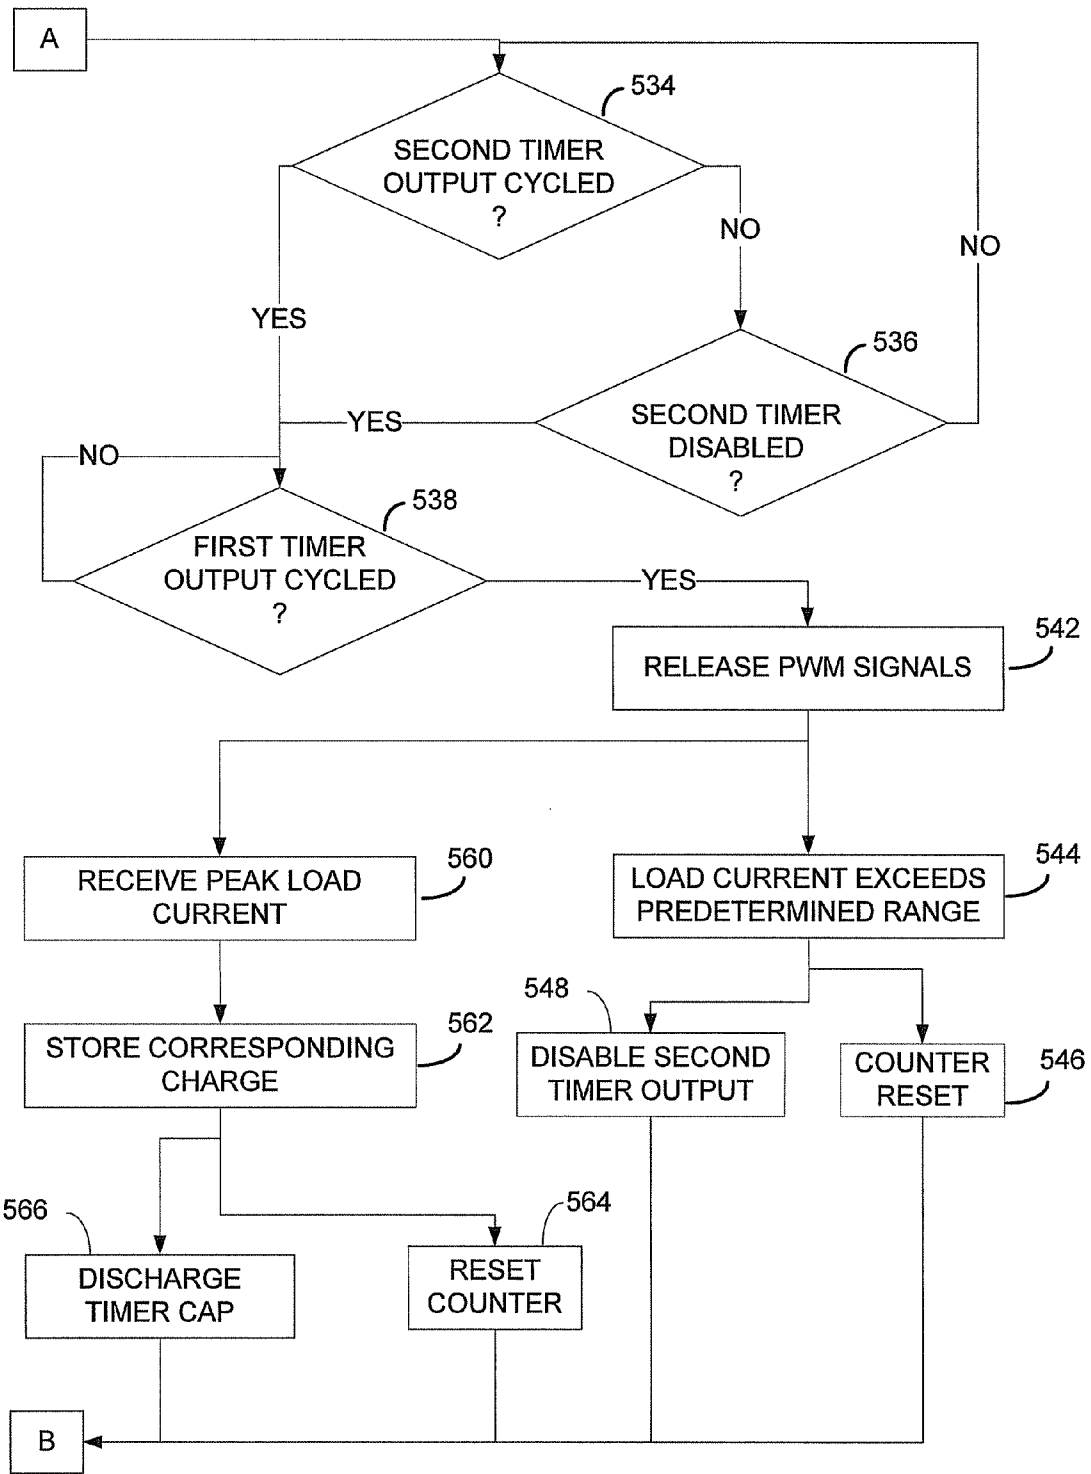 A
534
SECOND TIMER
OUTPUT CYCLED
?
NO
NO
YES
536
SECOND TIMER
DISABLED
?
YES
NO
538
FIRST TIMER
OUTPUT CYCLED
?
YES
542
RELEASE PWM SIGNALS
560
RECEIVE PEAK LOAD
CURRENT
544
LOAD CURRENT EXCEEDS
PREDETERMINED RANGE
562
STORE CORRESPONDING
CHARGE
548
DISABLE SECOND
TIMER OUTPUT
546
COUNTER
RESET
566
DISCHARGE
TIMER CAP
564
RESET
COUNTER
B